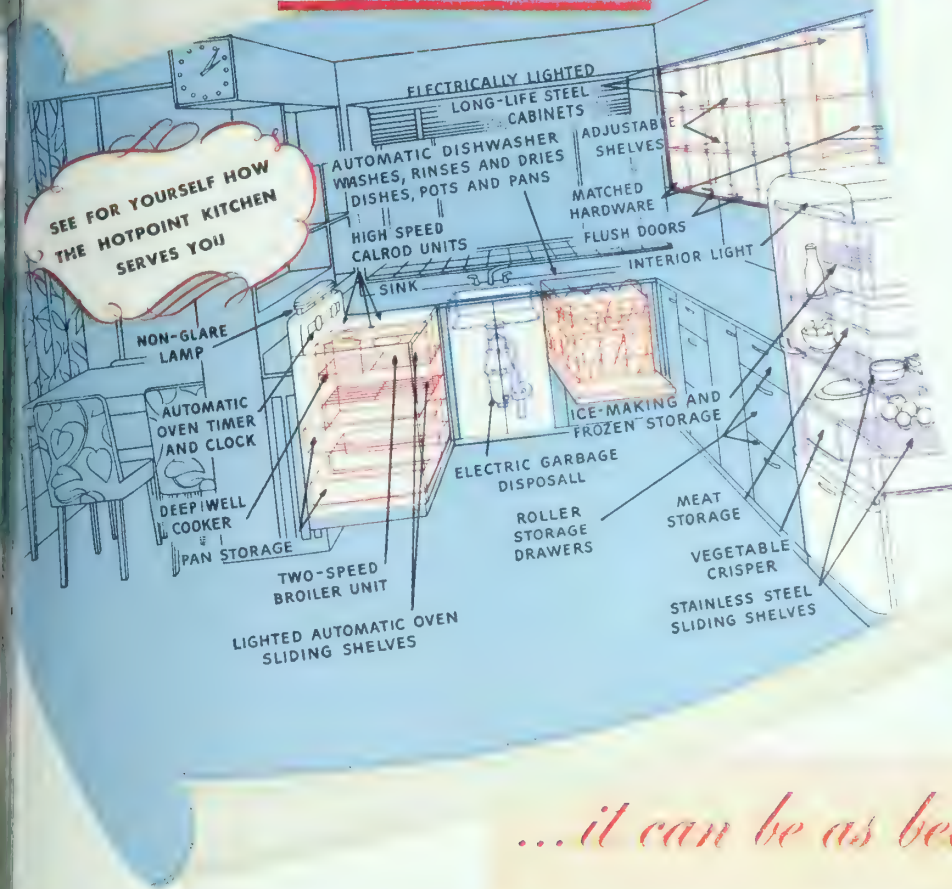 ELECTRICALLY LIGHTED
LONG-LIFE STEEL
CABINETS
ADJUSTABLE
SHELVES
AUTOMATIC DISHWASHER
WASHES, RINSES AND DRIES
DISHES, POTS AND PANS
MATCHED
HARDWARE
FLUSH DOORS
SEE FOR YOURSELF HOW
THE HOTPOINT KITCHEN
SERVES YOU
HIGH SPEED
CALROD UNITS
INTERIOR LIGHT
SINK
NON-GLARE
LAMP
AUTOMATIC
OVEN TIMER
AND CLOCK
ICE-MAKING AND
FROZEN STORAGE
ELECTRIC GARBAGE
DISPOSALL
DEEP WELL
COOKER
PAN STORAGE
ROLLER
STORAGE
DRAWERS
MEAT
STORAGE
TWO-SPEED
BROILER UNIT
VEGETABLE
CRISPER
LIGHTED AUTOMATIC OVEN
SLIDING SHELVES
STAINLESS STEEL
SLIDING SHELVES
...it can be as